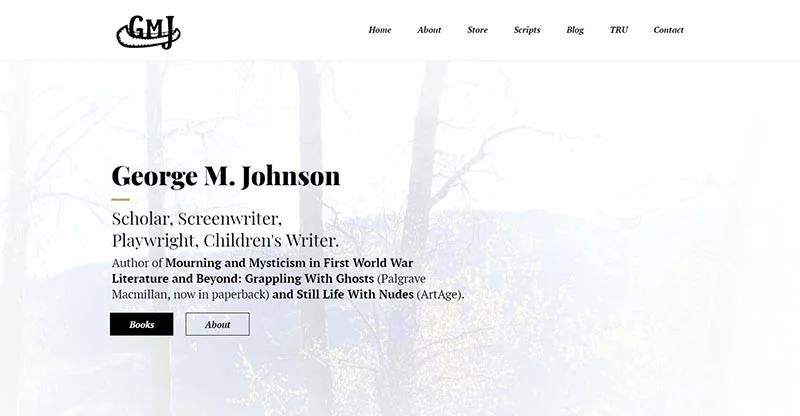 GMJ
Home About Store Scripts Blog TRU Contact
George M. Johnson
Scholar, Screenwriter,
Playwright, Children's Writer.
Author of Mourning and Mysticism in First World War
Literature and Beyond: Grappling With Ghosts (Palgrave
Macmillan, now in paperback) and Still Life With Nudes (ArtAge).
Books About